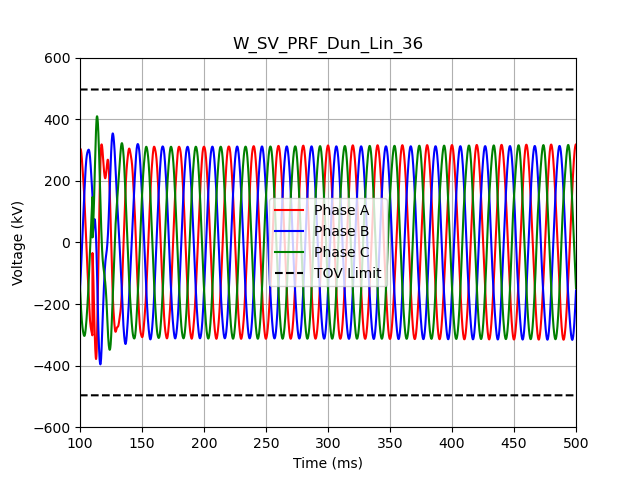 W_SV_PRF_Dun_Lin_36
600
400
200
0
−200
−400
−600
Voltage (kV)
Phase A
Phase B
Phase C
TOV Limit
100 150 200 250 300 350 400 450 500
Time (ms)